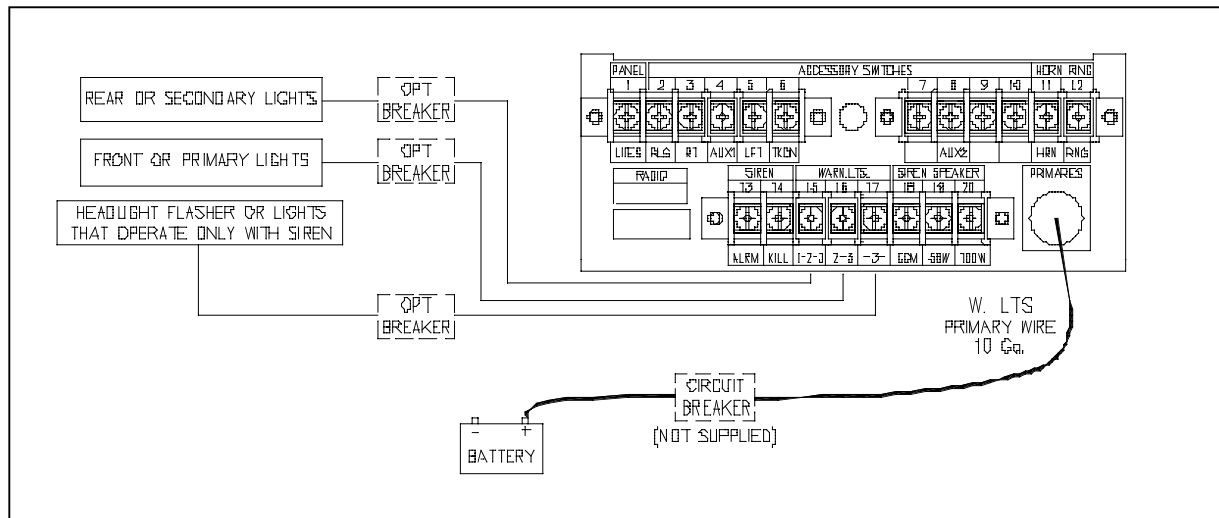 PANEL ACCESSORY SWITCHES HORN RING
1 2 3 4 5 6 7 8 9 10 11 12
LITES RLS RT AUX1 LFT TKDN AUX2 HRN RNG
REAR OR SECONDARY LIGHTS
OPT
BREAKER
FRONT OR PRIMARY LIGHTS
OPT
BREAKER
HEADLIGHT FLASHER OR LIGHTS
THAT OPERATE ONLY WITH SIREN
OPT
BREAKER
RADIO
SIREN WARN.LTS. SIREN SPEAKER
13 14 15 16 17 18 19 20
ALRM KILL 1-2-3 2-3 -3- COM 58W 100W
PRIMARIES
W. LTS
PRIMARY WIRE
10 Ga.
CIRCUIT
BREAKER
(NOT SUPPLIED)
- +
BATTERY